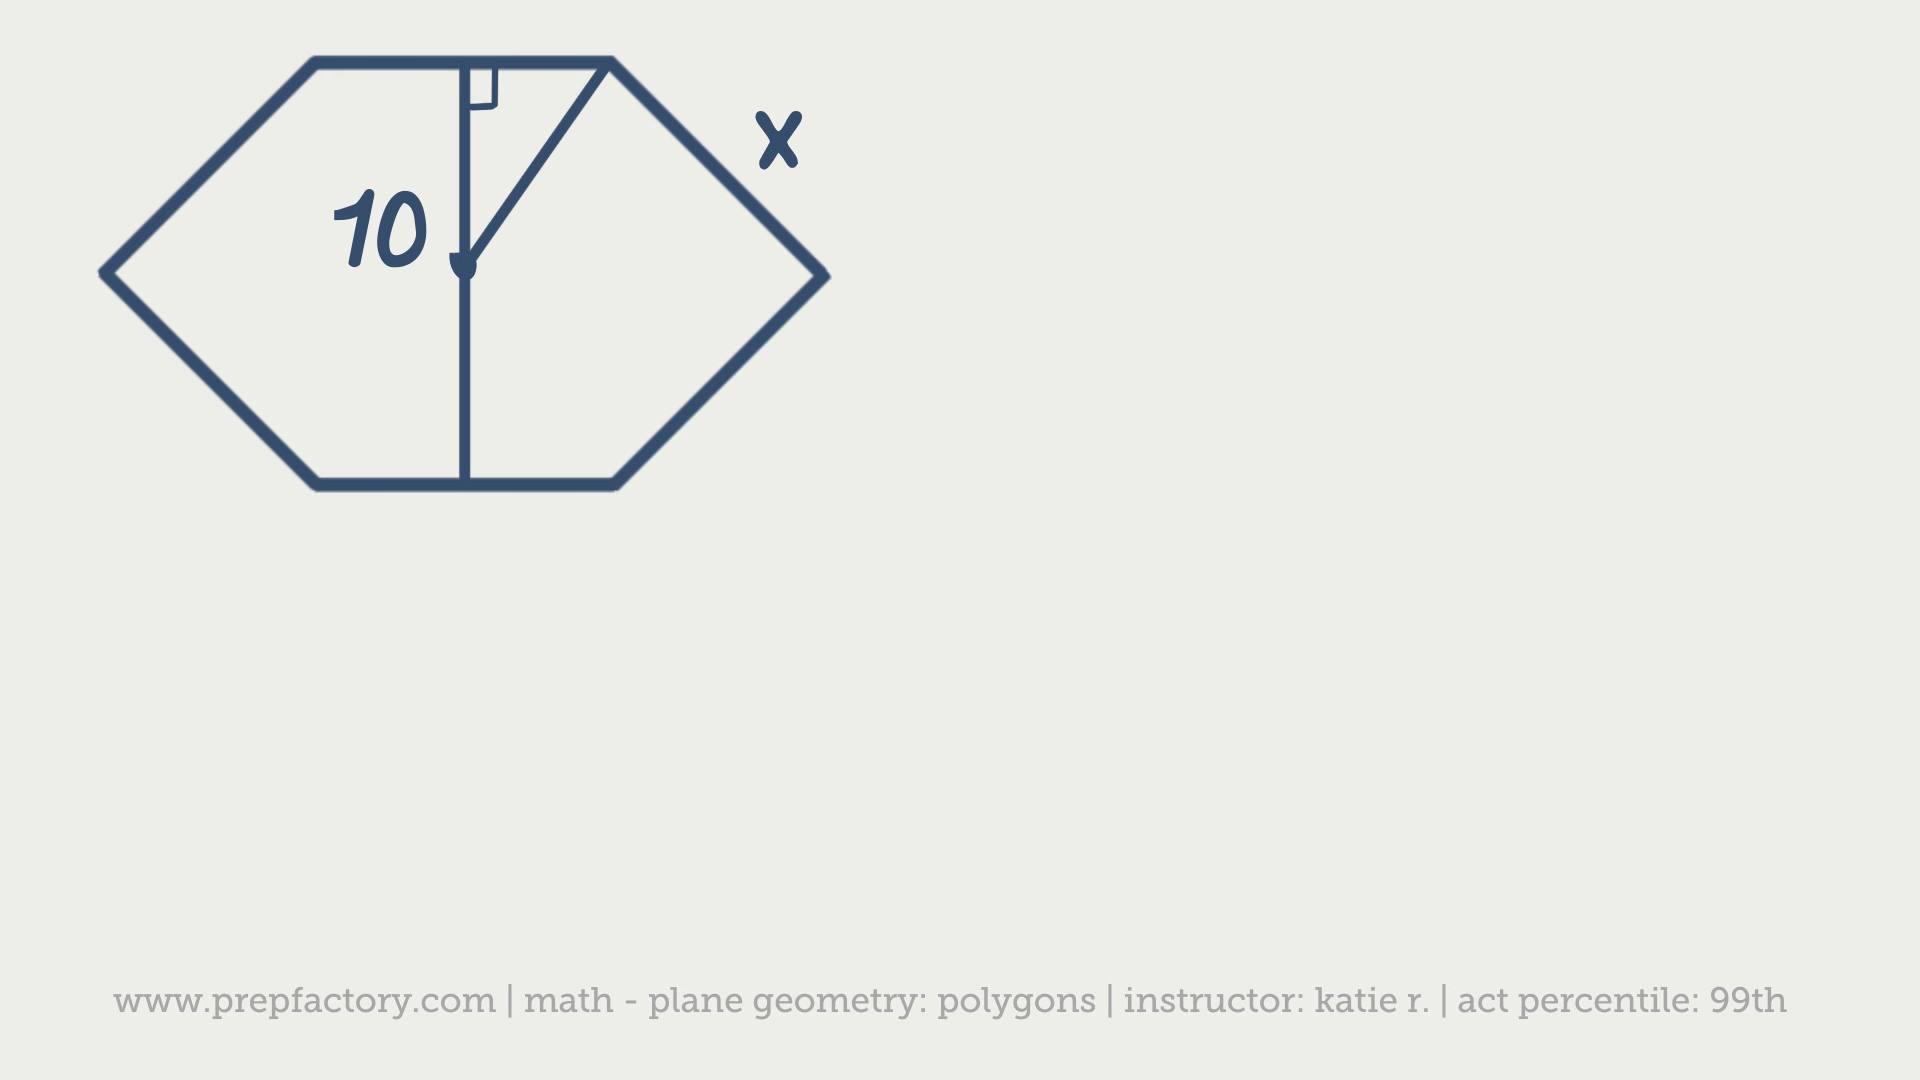 x
10
www.prepfactory.com | math - plane geometry: polygons | instructor: katie r. | act percentile: 99th